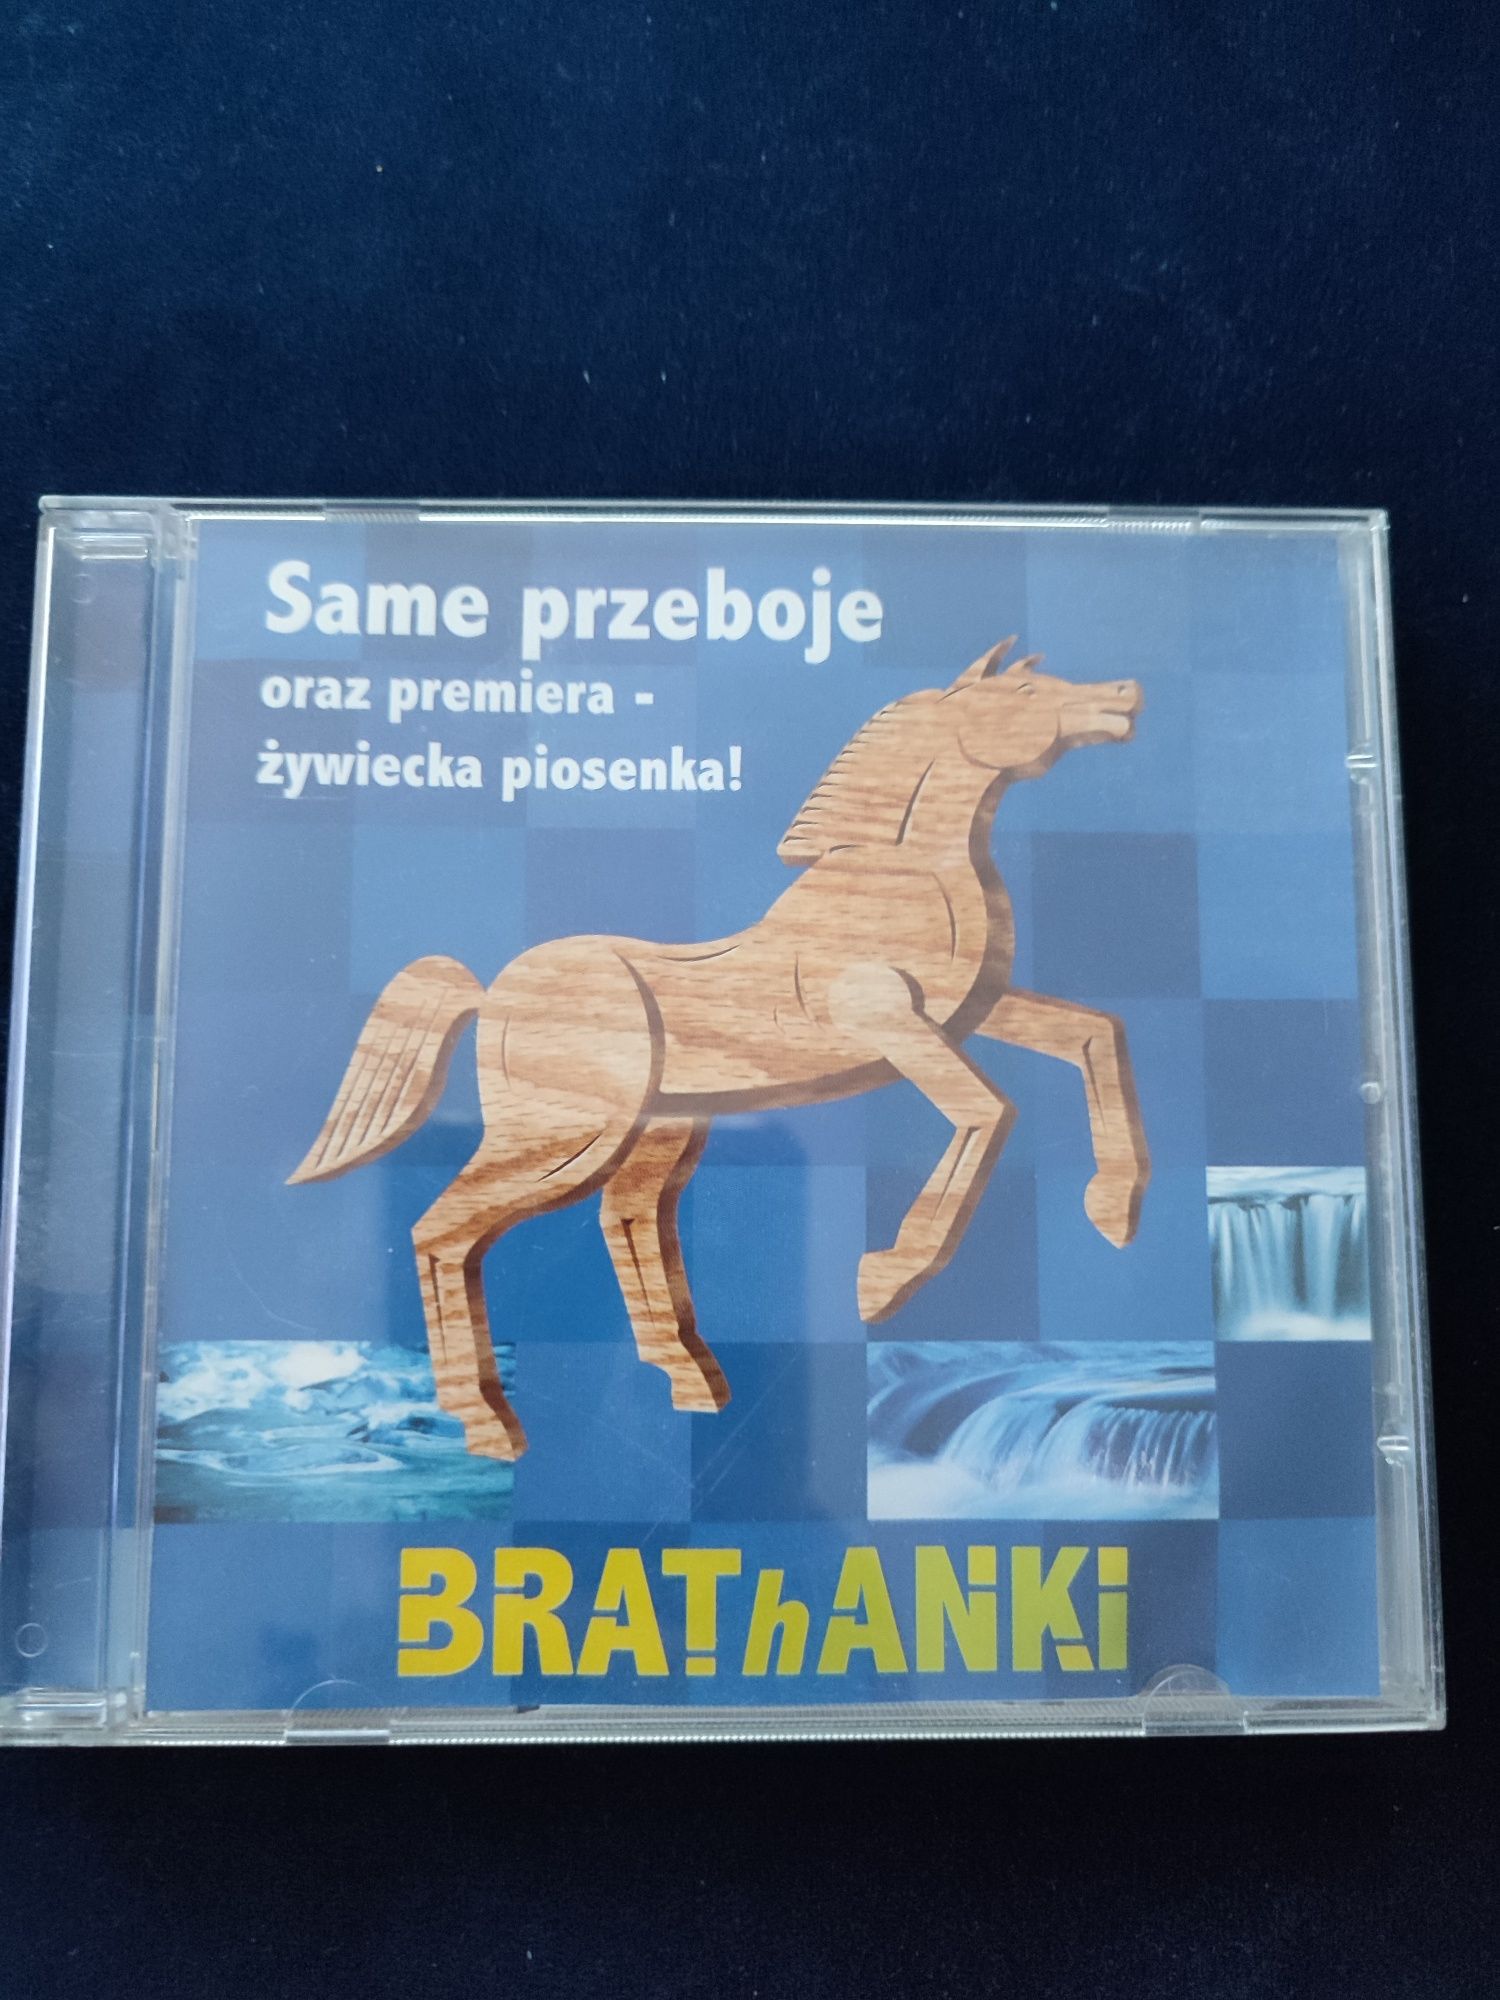 Same przeboje
oraz premiera -
żywiecka piosenka!
BRAThANKI